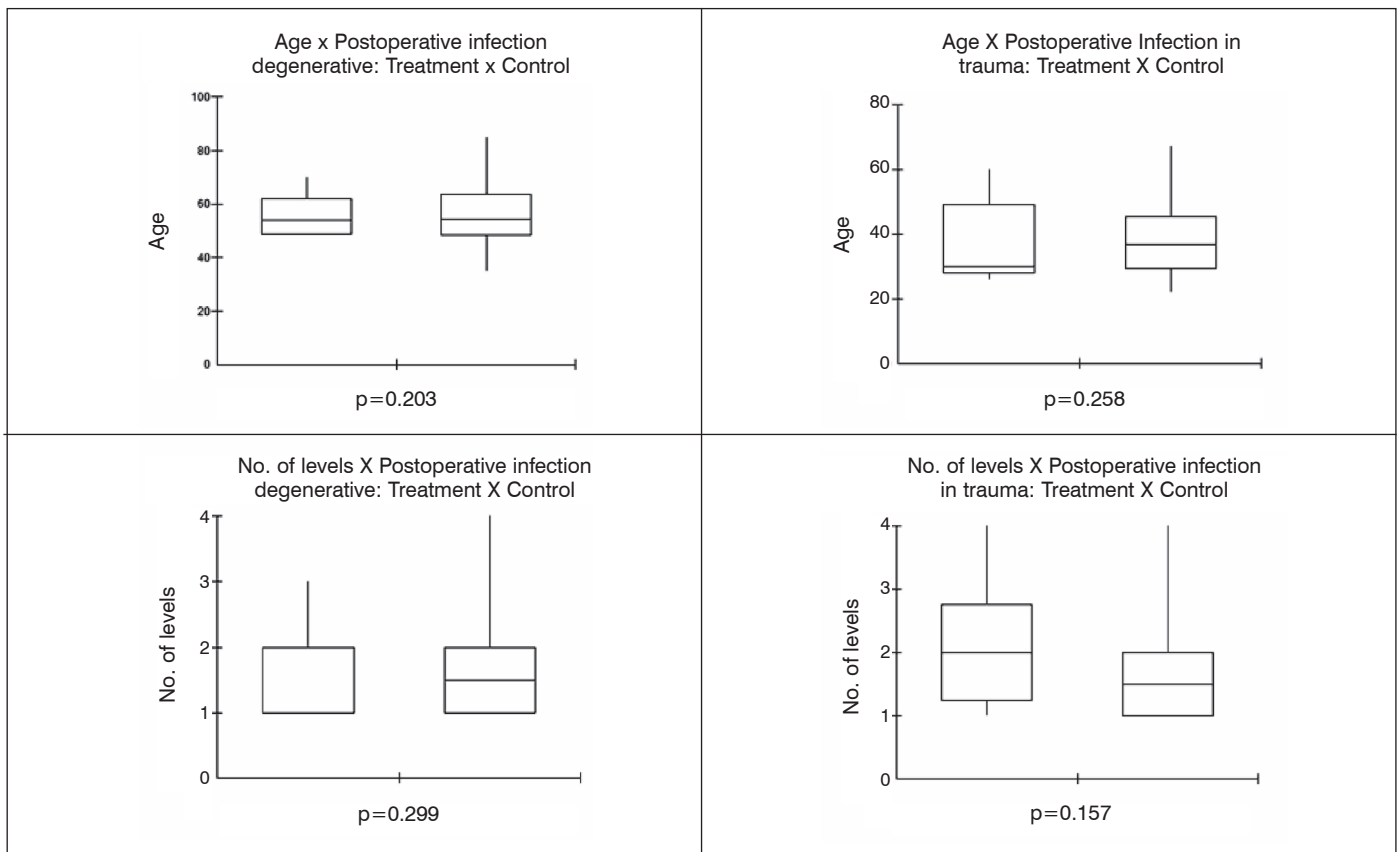 Age x Postoperative infection
degenerative: Treatment x Control
100
80
60
40
20
0
Age
p=0.203
Age X Postoperative Infection in
trauma: Treatment X Control
80
60
40
20
0
Age
p=0.258
No. of levels X Postoperative infection
degenerative: Treatment X Control
4
3
2
1
0
No. of levels
p=0.299
No. of levels X Postoperative infection
in trauma: Treatment X Control
4
3
2
1
0
No. of levels
p=0.157